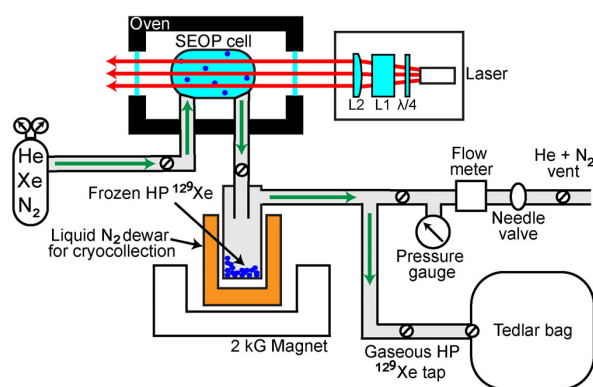 Oven
SEOP cell
Laser
L2
L1
λ/4
He
Xe
N₂
Frozen HP ¹²⁹Xe
Liquid N₂ dewar
for cryocollection
2 kG Magnet
Flow
meter
He + N₂
vent
Needle
valve
Pressure
gauge
Gaseous HP
¹²⁹Xe tap
Tedlar bag